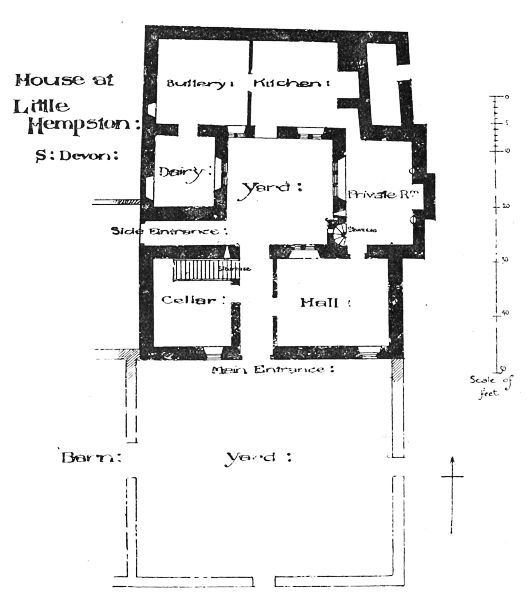 House at
Little
Hempston:
S: Devon:
Buttery:
Kitchen:
Dairy:
Yard:
Private Rm
Side Entrance:
Staircase
Staircase
Cellar:
Hall:
Main Entrance:
Barn:
Yard:
0
5
10
20
30
40
50
Scale of
feet